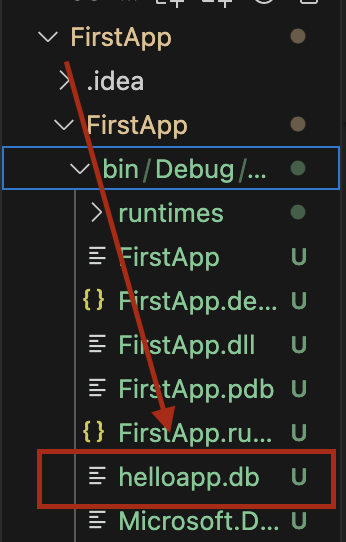 FirstApp
.idea
FirstApp
bin/Debug/...
runtimes
FirstApp U
{} FirstApp.de... U
FirstApp.dll U
FirstApp.pdb U
{} FirstApp.ru... U
helloapp.db U
Microsoft.D... U